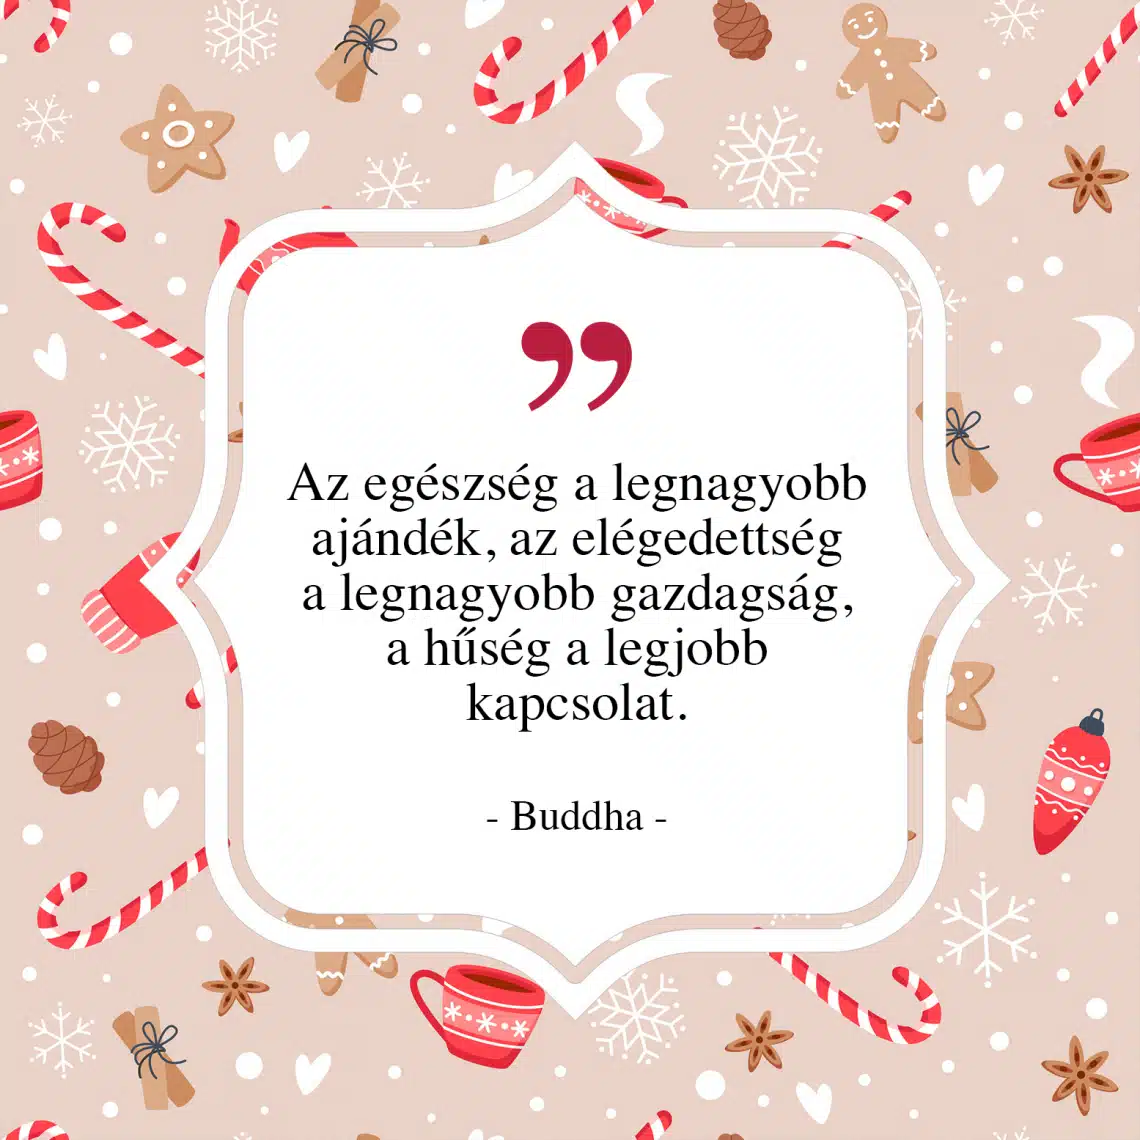 ”
Az egészség a legnagyobb
ajándék, az elégedettség
a legnagyobb gazdagság,
a hűség a legjobb
kapcsolat.
- Buddha -